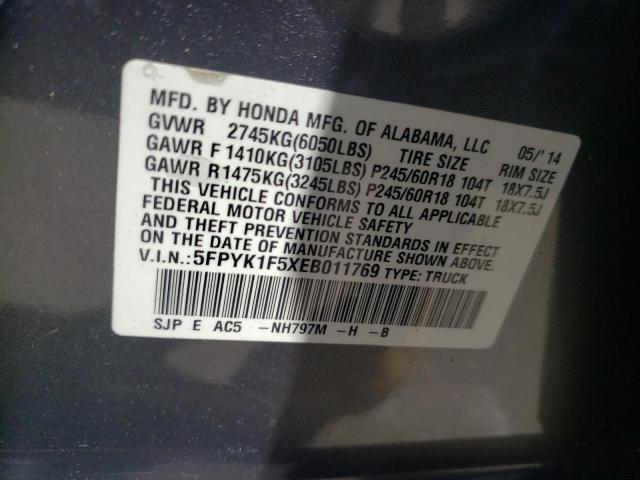 MFD. BY HONDA MFG. OF ALABAMA, LLC 05/'14
GVWR 2745KG(6050LBS) TIRE SIZE RIM SIZE
GAWR F 1410KG(3105LBS) P245/60R18 104T 18X7.5J
GAWR R 1475KG(3245LBS) P245/60R18 104T 18X7.5J
THIS VEHICLE CONFORMS TO ALL APPLICABLE
FEDERAL MOTOR VEHICLE SAFETY
AND THEFT PREVENTION STANDARDS IN EFFECT
ON THE DATE OF MANUFACTURE SHOWN ABOVE.
V.I.N.:5FPYK1F5XEB011769 TYPE: TRUCK
SJP E AC5 -NH797M -H -B